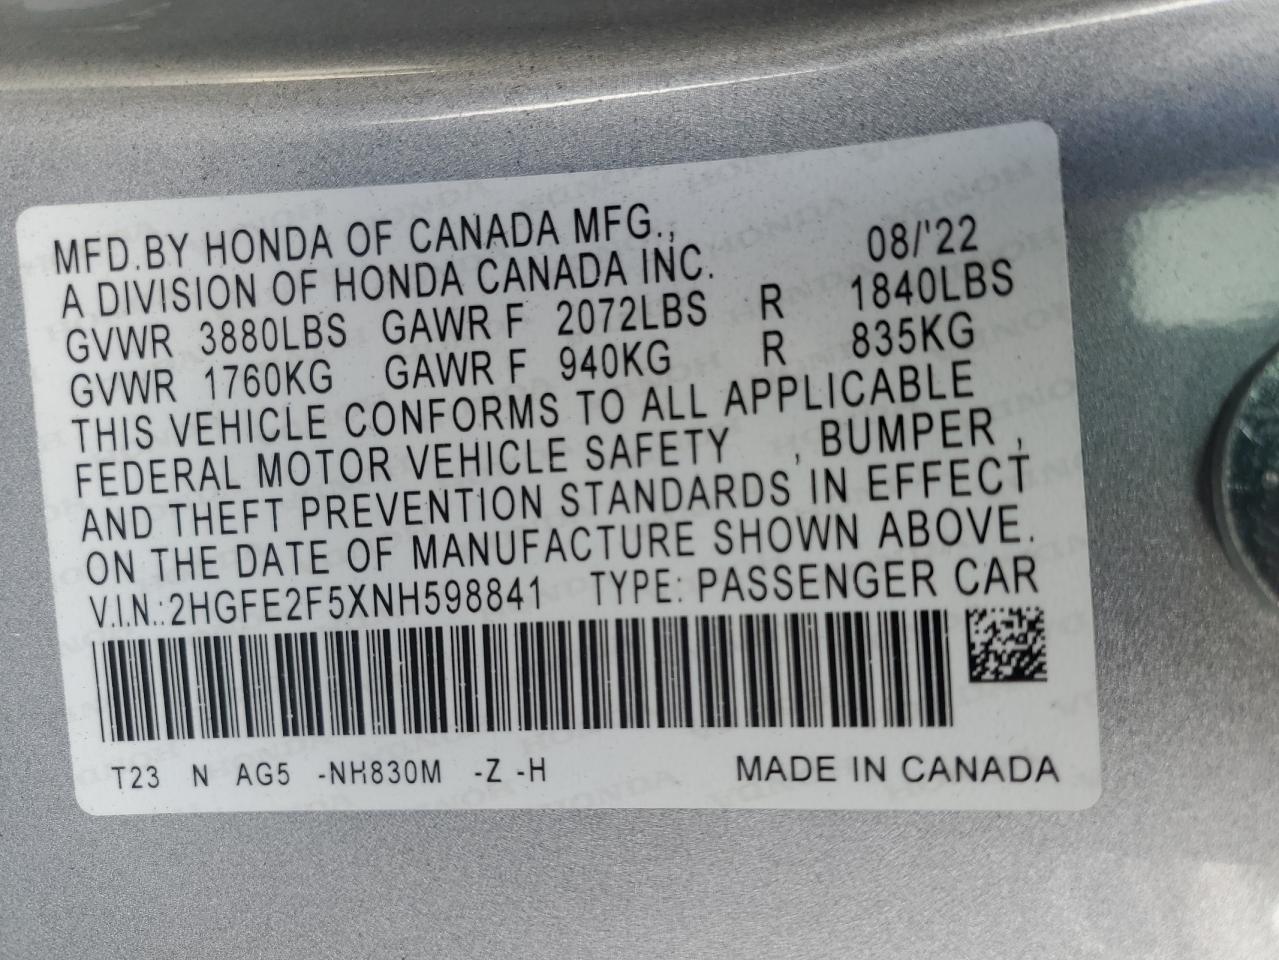 MFD.BY HONDA OF CANADA MFG., 08/'22
A DIVISION OF HONDA CANADA INC.
GVWR 3880LBS GAWR F 2072LBS R 1840LBS
GVWR 1760KG GAWR F 940KG R 835KG
THIS VEHICLE CONFORMS TO ALL APPLICABLE
FEDERAL MOTOR VEHICLE SAFETY , BUMPER ,
AND THEFT PREVENTION STANDARDS IN EFFECT
ON THE DATE OF MANUFACTURE SHOWN ABOVE.
V.I.N.:2HGFE2F5XNH598841 TYPE: PASSENGER CAR
T23 N AG5 -NH830M -Z -H MADE IN CANADA